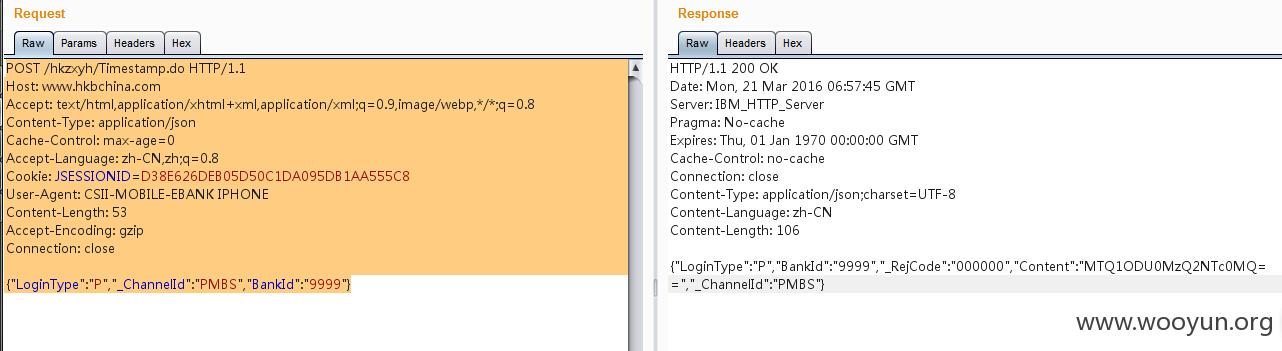 Request
Raw
Params
Headers
Hex
POST /hkzxyh/Timestamp.do HTTP/1.1
Host: www.hkbchina.com
Accept: text/html,application/xhtml+xml,application/xml;q=0.9,image/webp,*/*;q=0.8
Content-Type: application/json
Cache-Control: max-age=0
Accept-Language: zh-CN,zh;q=0.8
Cookie: JSESSIONID=D38E626DEB05D50C1DA095DB1AA555C8
User-Agent: CSII-MOBILE-EBANK IPHONE
Content-Length: 53
Accept-Encoding: gzip
Connection: close
{"LoginType":"P","_ChannelId":"PMBS","BankId":"9999"}
Response
Raw
Headers
Hex
HTTP/1.1 200 OK
Date: Mon, 21 Mar 2016 06:57:45 GMT
Server: IBM_HTTP_Server
Pragma: No-cache
Expires: Thu, 01 Jan 1970 00:00:00 GMT
Cache-Control: no-cache
Connection: close
Content-Type: application/json;charset=UTF-8
Content-Language: zh-CN
Content-Length: 106
{"LoginType":"P","BankId":"9999","_RejCode":"000000","Content":"MTQ1ODU0MzQ2NTc0MQ=
=","_ChannelId":"PMBS"}
www.wooyun.org